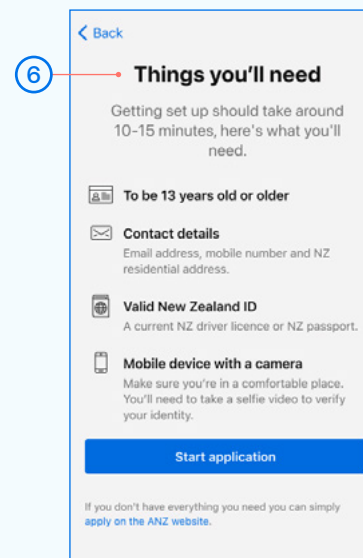 Back
6
Things you'll need
Getting set up should take around
10-15 minutes, here's what you'll
need.
To be 13 years old or older
Contact details
Email address, mobile number and NZ
residential address.
Valid New Zealand ID
A current NZ driver licence or NZ passport.
Mobile device with a camera
Make sure you're in a comfortable place.
You'll need to take a selfie video to verify
your identity.
Start application
If you don't have everything you need you can simply
apply on the ANZ website.